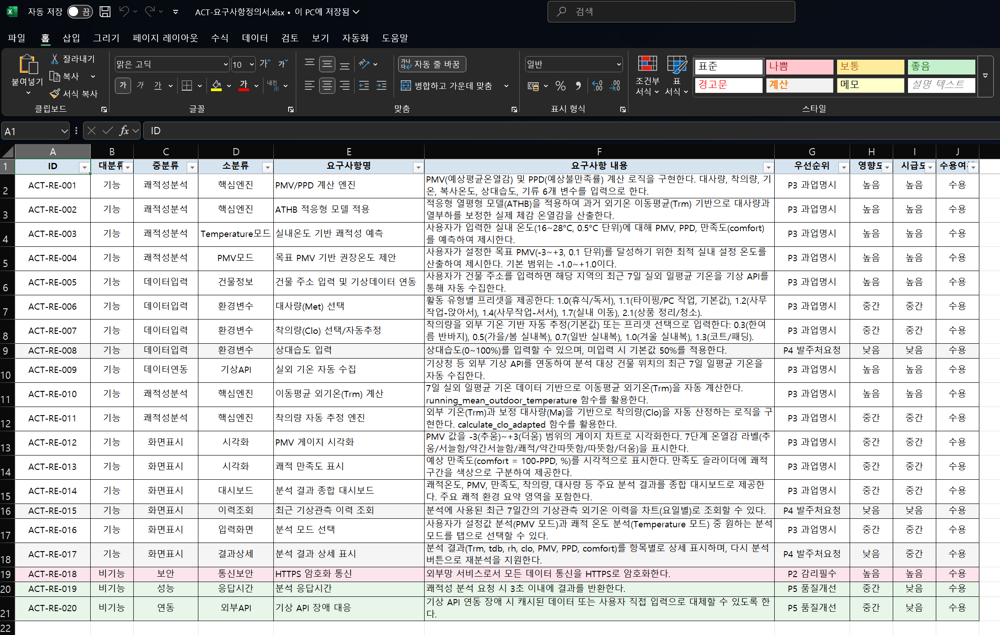 자동 저장 끔 ACT-요구사항정의서.xlsx • 이 PC에 저장됨 검색
파일 홈 삽입 그리기 페이지 레이아웃 수식 데이터 검토 보기 자동화 도움말
붙여넣기 잘라내기 복사 서식 복사
클립보드
맑은 고딕 10 가 가
가 가 가 가 내천
글꼴
가나다 자동 줄 바꿈
병합하고 가운데 맞춤
맞춤
일반
% .00 .00
표시 형식
조건부 서식 표 서식
표준 나쁨 보통 좋음
경고문 계산 메모 설명 텍스트
스타일
A1 fx ID
A B C D E F G H I J
1 ID 대분류 중분류 소분류 요구사항명 요구사항 내용 우선순위 영향도 시급도 수용여
2 ACT-RE-001 기능 쾌적성분석 핵심엔진 PMV/PPD 계산 엔진 PMV(예상평균온열감) 및 PPD(예상불만족률) 계산 로직을 구현한다. 대사량, 착의량, 기
온, 복사온도, 상대습도, 기류 6개 변수를 입력으로 한다. P3 과업명시 높음 높음 수용
3 ACT-RE-002 기능 쾌적성분석 핵심엔진 ATHB 적응형 모델 적용 적응형 열평형 모델(ATHB)을 적용하여 과거 외기온 이동평균(Trm) 기반으로 대사량과
열부하를 보정한 실제 체감 온열감을 산출한다. P3 과업명시 높음 높음 수용
4 ACT-RE-003 기능 쾌적성분석 Temperature모드 실내온도 기반 쾌적성 예측 사용자가 입력한 실내 온도(16~28°C, 0.5°C 단위)에 대해 PMV, PPD, 만족도(comfort)
를 예측하여 제시한다. P3 과업명시 높음 높음 수용
5 ACT-RE-004 기능 쾌적성분석 PMV모드 목표 PMV 기반 권장온도 제안 사용자가 설정한 목표 PMV(-3~+3, 0.1 단위)를 달성하기 위한 최적 실내 설정 온도를
산출하여 제시한다. 기본 범위는 -1.0~+1.0이다. P3 과업명시 높음 높음 수용
6 ACT-RE-005 기능 데이터입력 건물정보 건물 주소 입력 및 기상데이터 연동 사용자가 건물 주소를 입력하면 해당 지역의 최근 7일 실외 일평균 기온을 기상 API를
통해 자동 수집한다. P3 과업명시 높음 높음 수용
7 ACT-RE-006 기능 데이터입력 환경변수 대사량(Met) 선택 활동 유형별 프리셋을 제공한다: 1.0(휴식/독서), 1.1(타이핑/PC 작업, 기본값), 1.2(사무
작업-앉아서), 1.4(사무작업-서서), 1.7(실내 이동), 2.1(상품 정리/청소). P3 과업명시 중간 중간 수용
8 ACT-RE-007 기능 데이터입력 환경변수 착의량(Clo) 선택/자동추정 착의량을 외부 기온 기반 자동 추정(기본값) 또는 프리셋 선택으로 입력한다: 0.3(한여
름 반바지), 0.5(가을/봄 실내복), 0.7(일반 실내복), 1.0(겨울 실내복), 1.3(코트/패딩). P3 과업명시 중간 중간 수용
9 ACT-RE-008 기능 데이터입력 환경변수 상대습도 입력 상대습도(0~100%)를 입력할 수 있으며, 미입력 시 기본값 50%를 적용한다. P4 발주처요청 낮음 낮음 수용
10 ACT-RE-009 기능 데이터연동 기상API 실외 기온 자동 수집 기상청 등 외부 기상 API를 연동하여 분석 대상 건물 위치의 최근 7일 일평균 기온을
자동 수집한다. P3 과업명시 높음 높음 수용
11 ACT-RE-010 기능 쾌적성분석 핵심엔진 이동평균 외기온(Trm) 계산 7일 실외 일평균 기온 데이터 기반으로 이동평균 외기온(Trm)을 자동 계산한다.
running_mean_outdoor_temperature 함수를 활용한다. P3 과업명시 높음 높음 수용
12 ACT-RE-011 기능 쾌적성분석 핵심엔진 착의량 자동 추정 엔진 외부 기온(Trm)과 보정 대사량(Ma)을 기반으로 착의량(Clo)을 자동 산정하는 로직을 구
현한다. calculate_clo_adapted 함수를 활용한다. P3 과업명시 중간 중간 수용
13 ACT-RE-012 기능 화면표시 시각화 PMV 게이지 시각화 PMV 값을 -3(추움)~+3(더움) 범위의 게이지 차트로 시각화한다. 7단계 온열감 라벨(추
움/서늘함/약간서늘함/쾌적/약간따뜻함/따뜻함/더움)을 표시한다. P3 과업명시 중간 중간 수용
14 ACT-RE-013 기능 화면표시 시각화 쾌적 만족도 표시 예상 만족도(comfort = 100-PPD, %)를 시각적으로 표시한다. 만족도 슬라이더에 쾌적
구간을 색상으로 구분하여 제공한다. P3 과업명시 중간 중간 수용
15 ACT-RE-014 기능 화면표시 대시보드 분석 결과 종합 대시보드 쾌적온도, PMV, 만족도, 착의량, 대사량 등 주요 분석 결과를 종합 대시보드로 제공한
다. 주요 쾌적 환경 요약 영역을 포함한다. P3 과업명시 중간 중간 수용
16 ACT-RE-015 기능 화면표시 이력조회 최근 기상관측 이력 조회 분석에 사용된 최근 7일간의 기상관측 외기온 이력을 차트(요일별)로 조회할 수 있다. P4 발주처요청 낮음 낮음 수용
17 ACT-RE-016 기능 화면표시 입력화면 분석 모드 선택 사용자가 설정값 분석(PMV 모드)과 쾌적 온도 분석(Temperature 모드) 중 원하는 분석
모드를 탭으로 선택할 수 있다. P3 과업명시 중간 중간 수용
18 ACT-RE-017 기능 화면표시 결과상세 분석 결과 상세 표시 분석 결과(Trm, tdb, rh, clo, PMV, PPD, comfort)를 항목별로 상세 표시하며, 다시 분석
버튼으로 재분석을 지원한다. P4 발주처요청 낮음 중간 수용
19 ACT-RE-018 비기능 보안 통신보안 HTTPS 암호화 통신 외부망 서비스로서 모든 데이터 통신을 HTTPS로 암호화한다. P2 감리필수 높음 높음 수용
20 ACT-RE-019 비기능 성능 응답시간 분석 응답시간 쾌적성 분석 요청 시 3초 이내에 결과를 반환한다. P5 품질개선 중간 낮음 수용
21 ACT-RE-020 비기능 연동 외부API 기상 API 장애 대응 기상 API 연동 장애 시 캐시된 데이터 또는 사용자 직접 입력으로 대체할 수 있도록 한
다. P5 품질개선 중간 낮음 수용
22